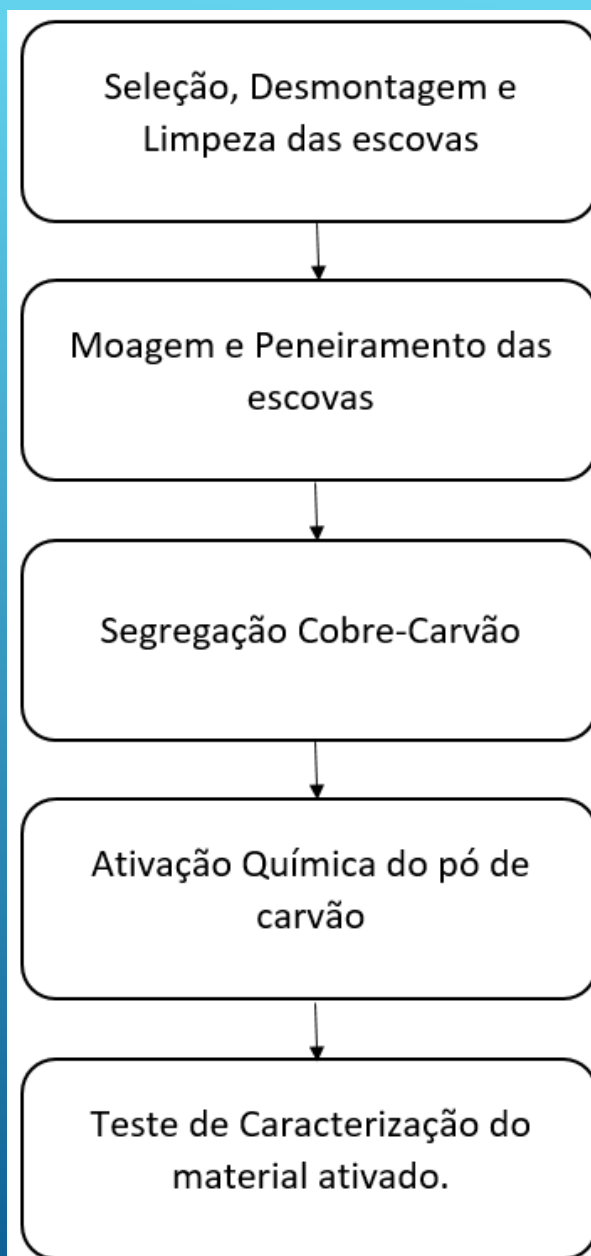 Seleção, Desmontagem e
Limpeza das escovas
Moagem e Peneiramento das
escovas
Segregação Cobre-Carvão
Ativação Química do pó de
carvão
Teste de Caracterização do
material ativado.